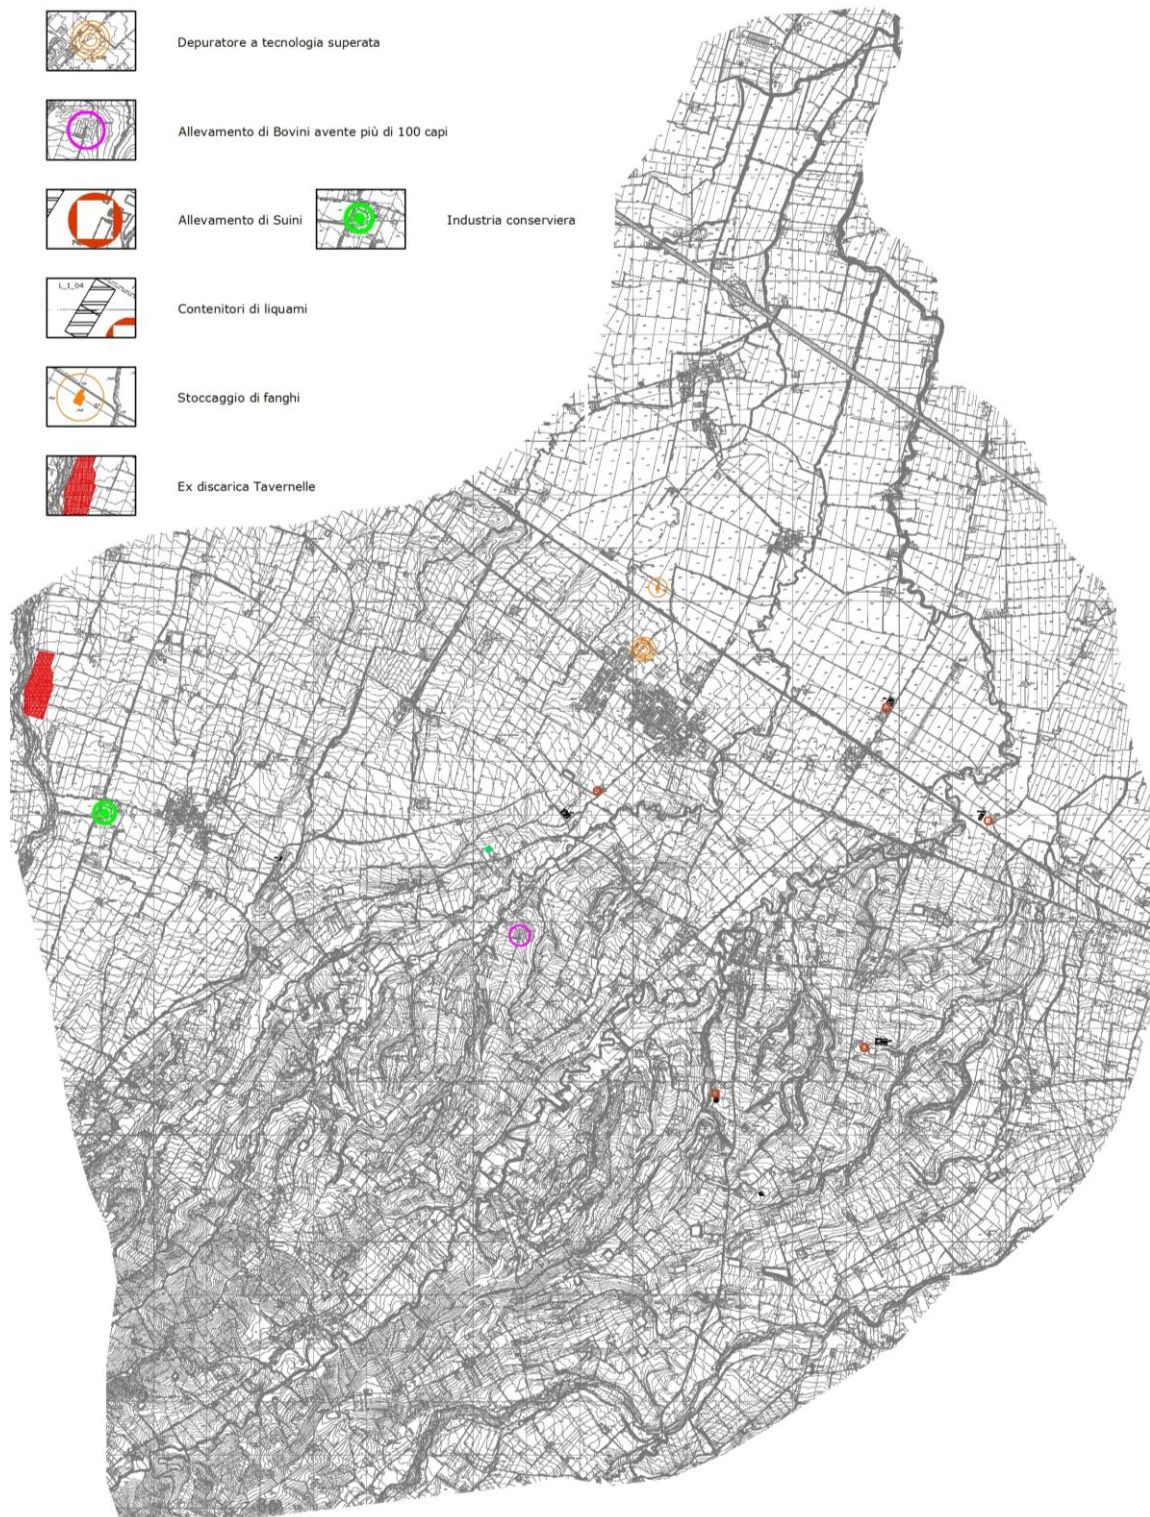 Depuratore a tecnologia superata
Allevamento di Bovini avente più di 100 capi
Allevamento di Suini
Industria conserviera
L_I_04
Contenitori di liquami
Stoccaggio di fanghi
Ex discarica Tavernelle